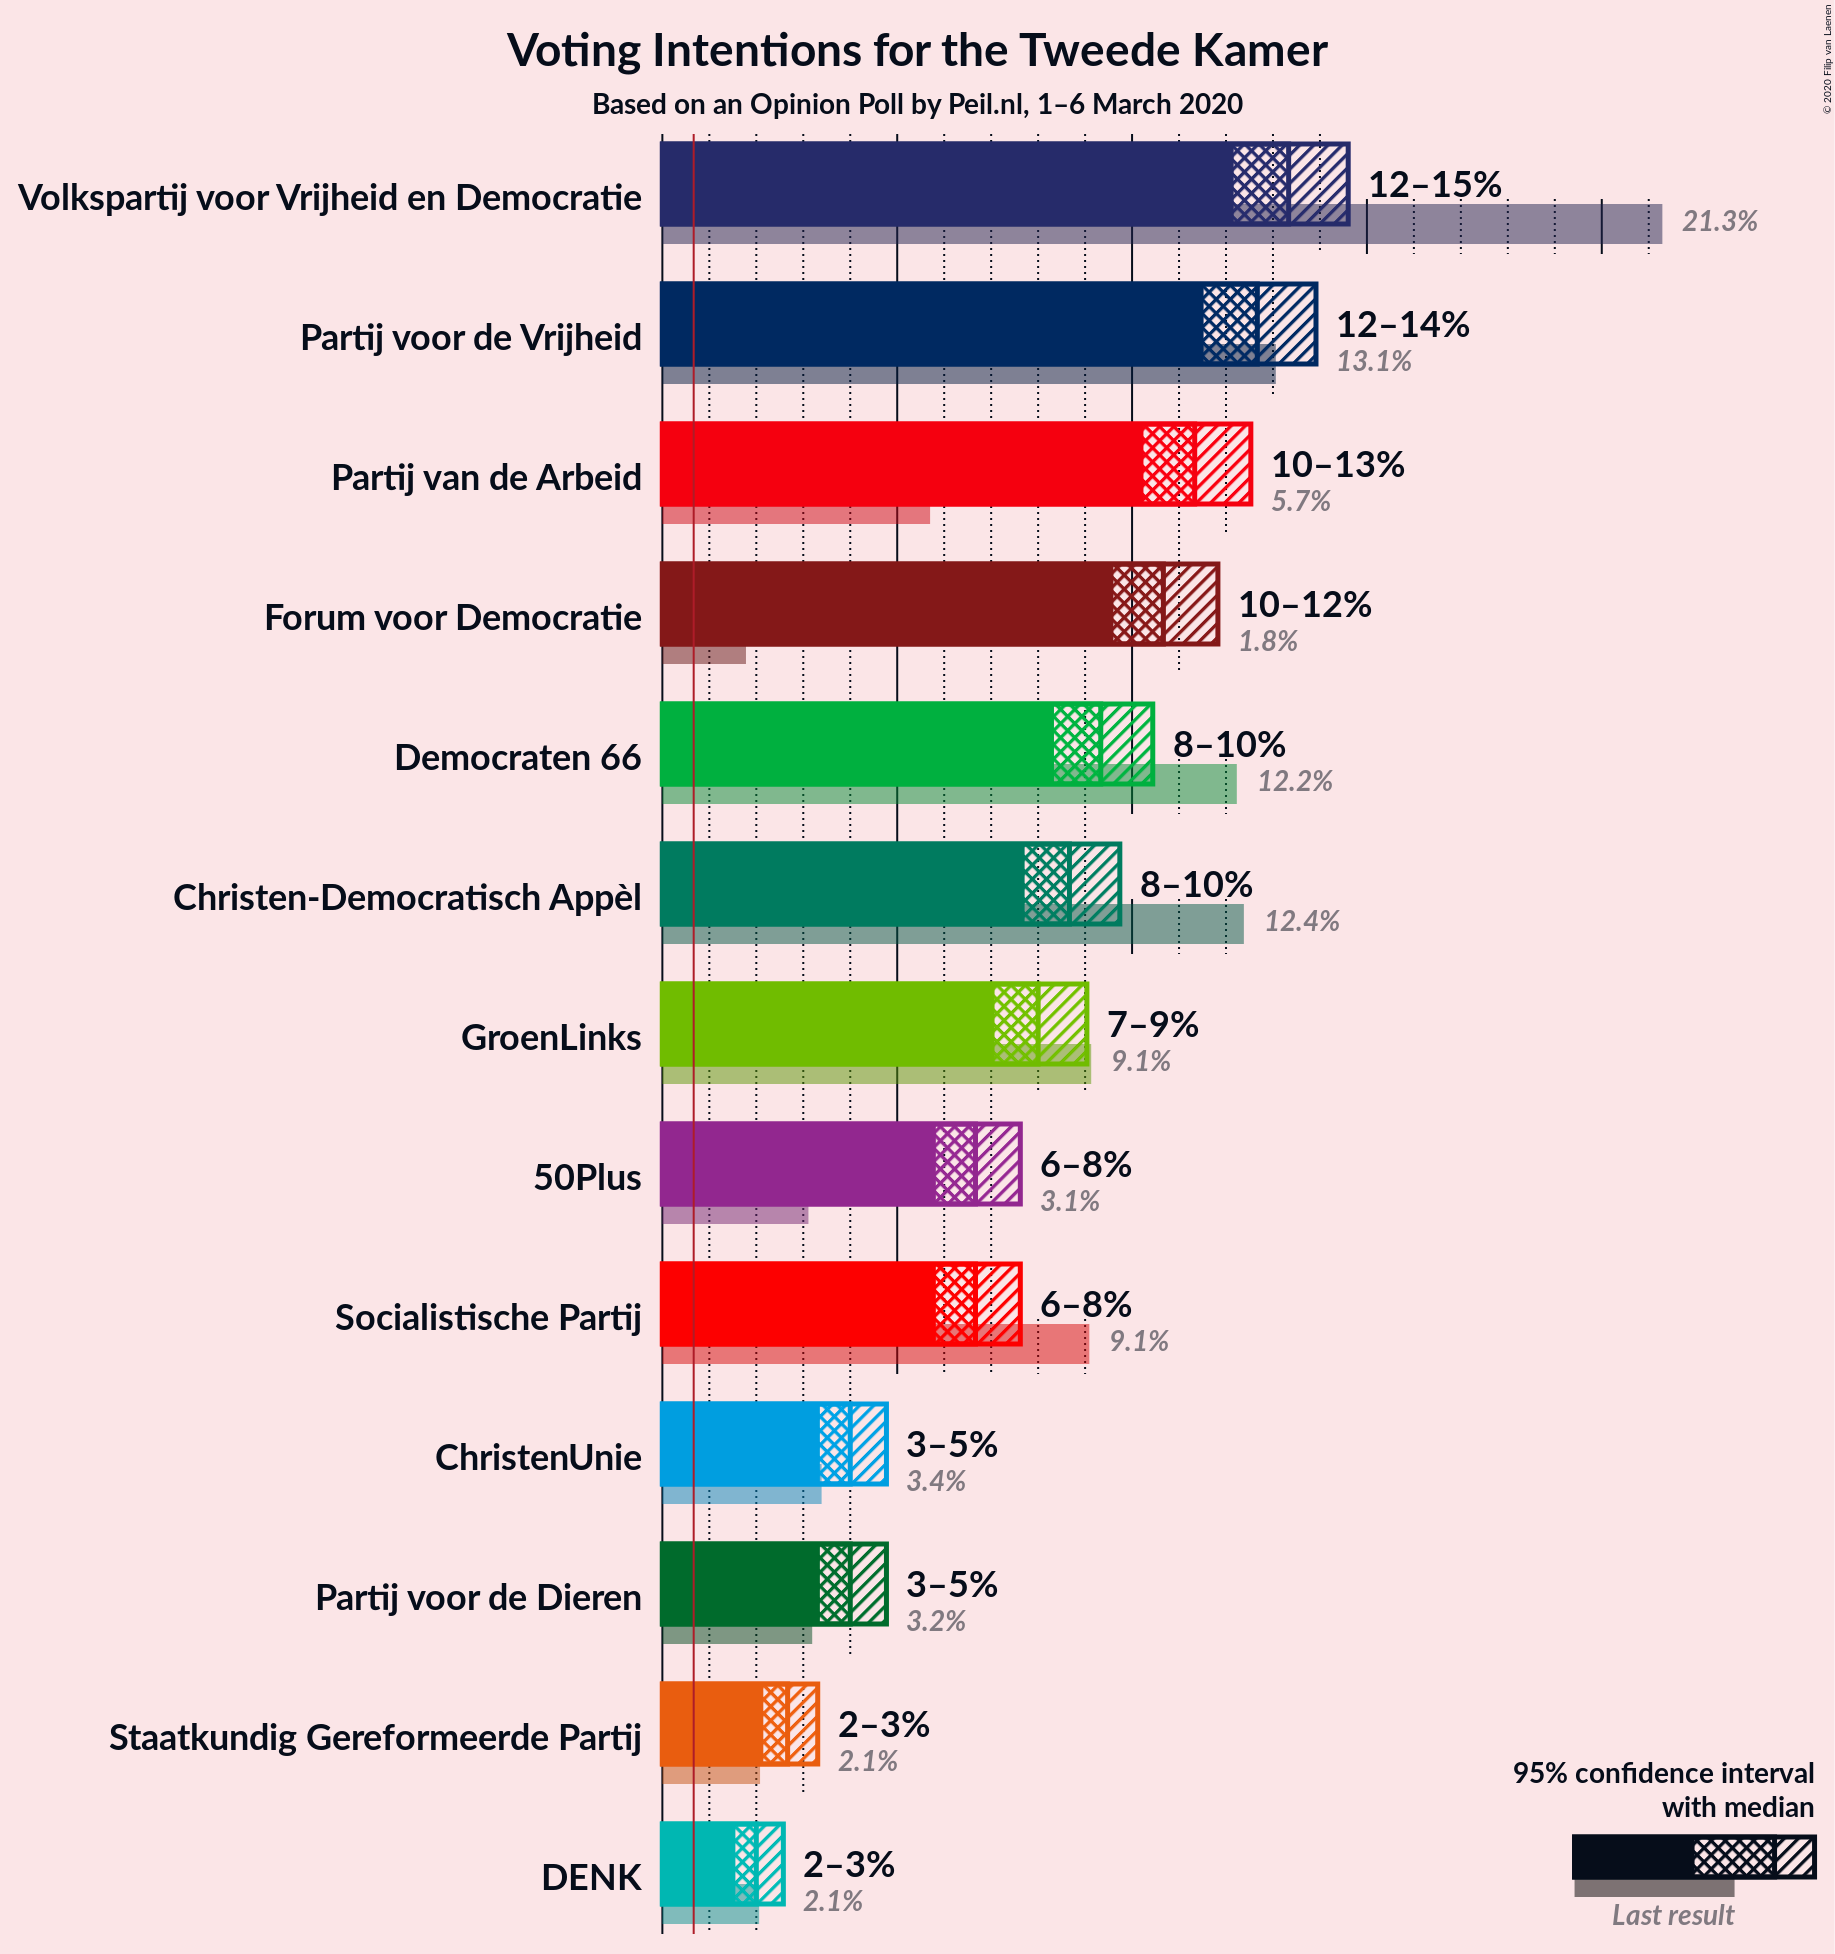 Voting Intentions for the Tweede Kamer
Based on an Opinion Poll by Peil.nl, 1–6 March 2020
© 2020 Filip van Laenen
Volkspartij voor Vrijheid en Democratie
12–15%
21.3%
Partij voor de Vrijheid
12–14%
13.1%
Partij van de Arbeid
10–13%
5.7%
Forum voor Democratie
10–12%
1.8%
Democraten 66
8–10%
12.2%
Christen-Democratisch Appèl
8–10%
12.4%
GroenLinks
7–9%
9.1%
50Plus
6–8%
3.1%
Socialistische Partij
6–8%
9.1%
ChristenUnie
3–5%
3.4%
Partij voor de Dieren
3–5%
3.2%
Staatkundig Gereformeerde Partij
2–3%
2.1%
DENK
2–3%
2.1%
95% confidence interval
with median
Last result